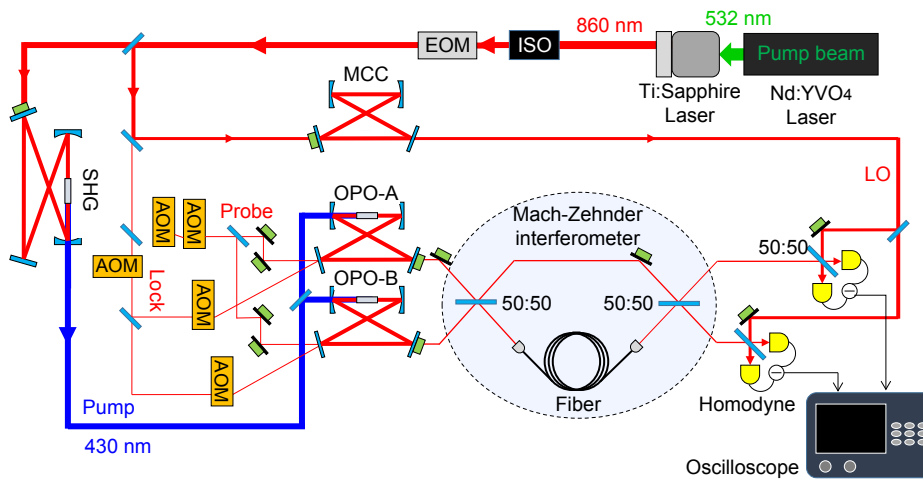 532 nm
860 nm
EOM
ISO
Pump beam
Ti:Sapphire
Laser
Nd:YVO4
Laser
MCC
LO
SHG
OPO-A
AOM
AOM
Probe
Mach-Zehnder
interferometer
50:50
AOM
Lock
AOM
OPO-B
50:50
50:50
AOM
Pump
430 nm
Fiber
Homodyne
Oscilloscope